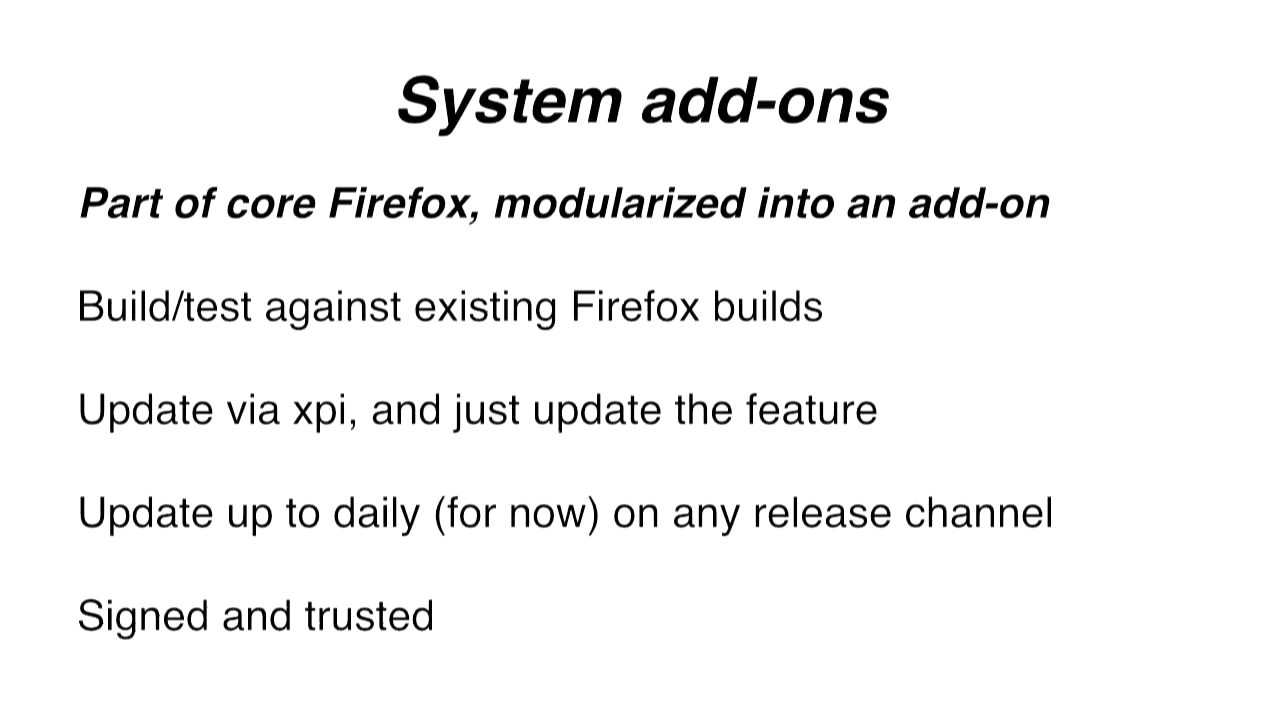 System add-ons
Part of core Firefox, modularized into an add-on
Build/test against existing Firefox builds
Update via xpi, and just update the feature
Update up to daily (for now) on any release channel
Signed and trusted